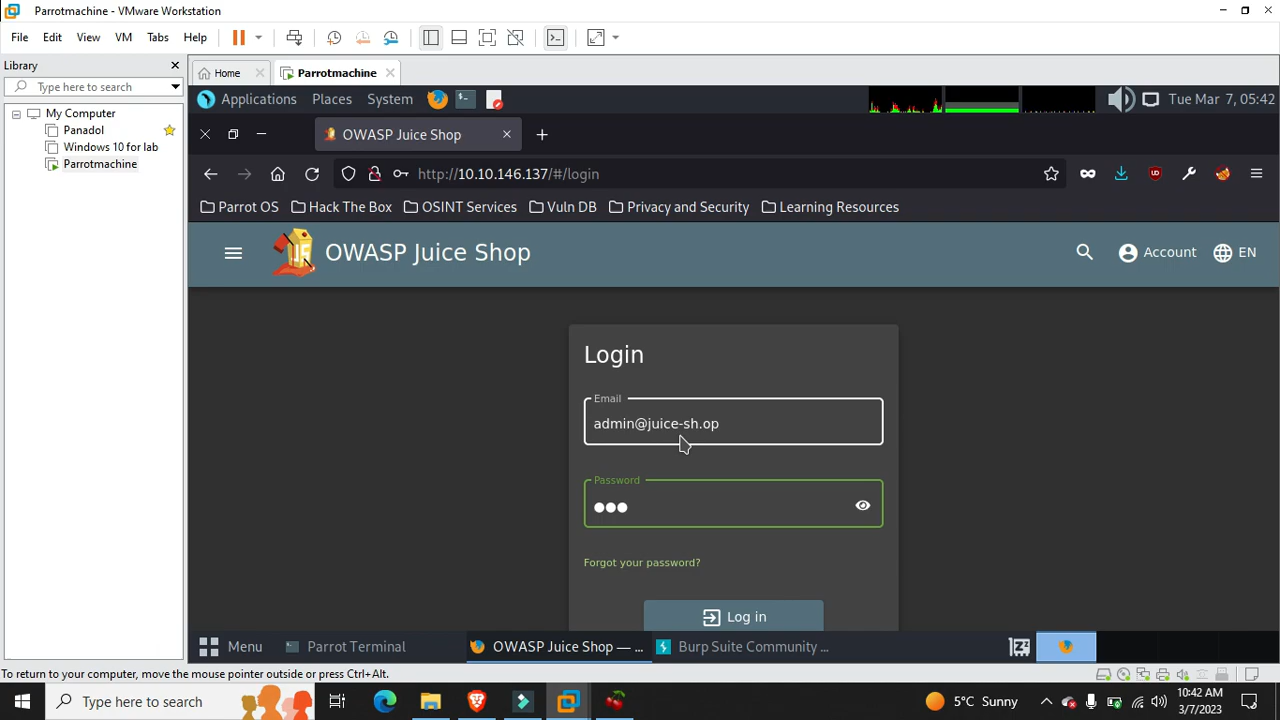 Parrotmachine - VMware Workstation
File Edit View VM Tabs Help
Library
Type here to search
My Computer
Panadol
Windows 10 for lab
Parrotmachine
Home Parrotmachine
Applications Places System Tue Mar 7, 05:42
OWASP Juice Shop
http://10.10.146.137/#/login
Parrot OS Hack The Box OSINT Services Vuln DB Privacy and Security Learning Resources
OWASP Juice Shop Account EN
Login
Email
admin@juice-sh.op
Password
Forgot your password?
Log in
Menu Parrot Terminal OWASP Juice Shop — ... Burp Suite Community ...
To return to your computer, move the mouse pointer outside or press Ctrl+Alt.
Type here to search 5°C Sunny 10:42 AM
3/7/2023